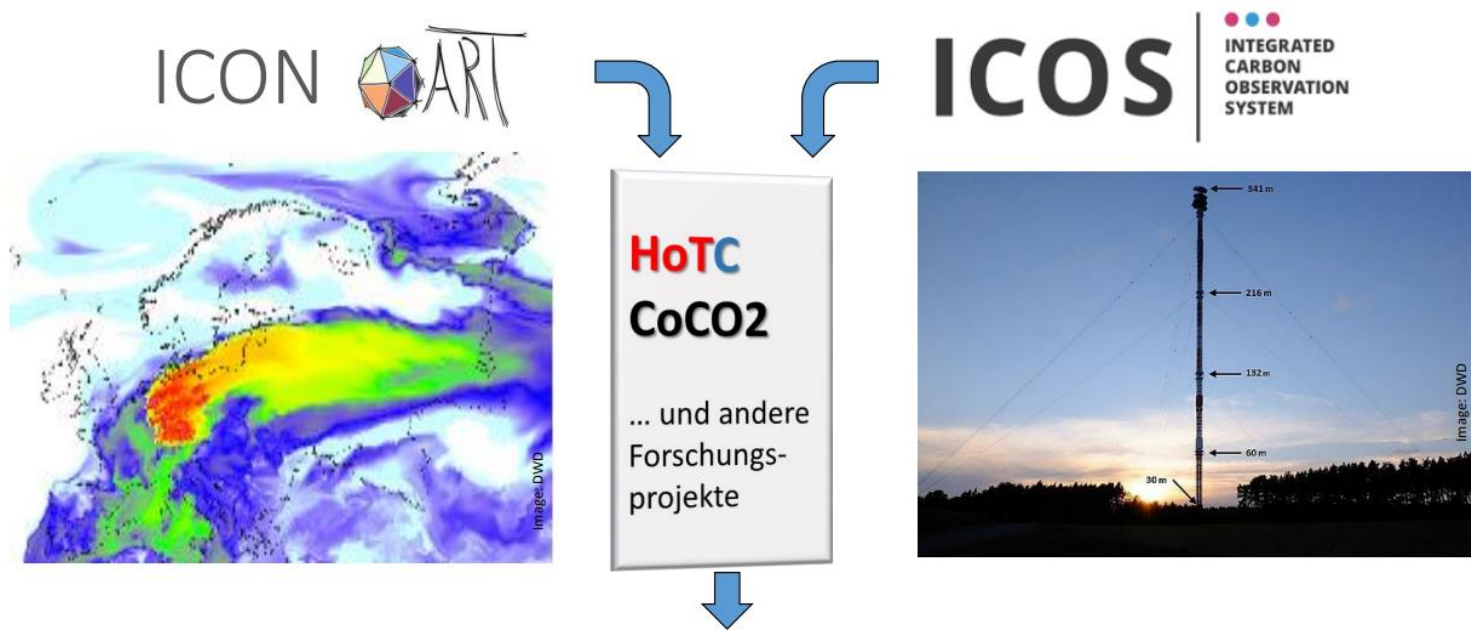 ICON ART
ICOS
INTEGRATED
CARBON
OBSERVATION
SYSTEM
Image: DWD
HoTC
CoCO2
... und andere
Forschungs-
projekte
341 m
216 m
132 m
60 m
30 m
Image: DWD